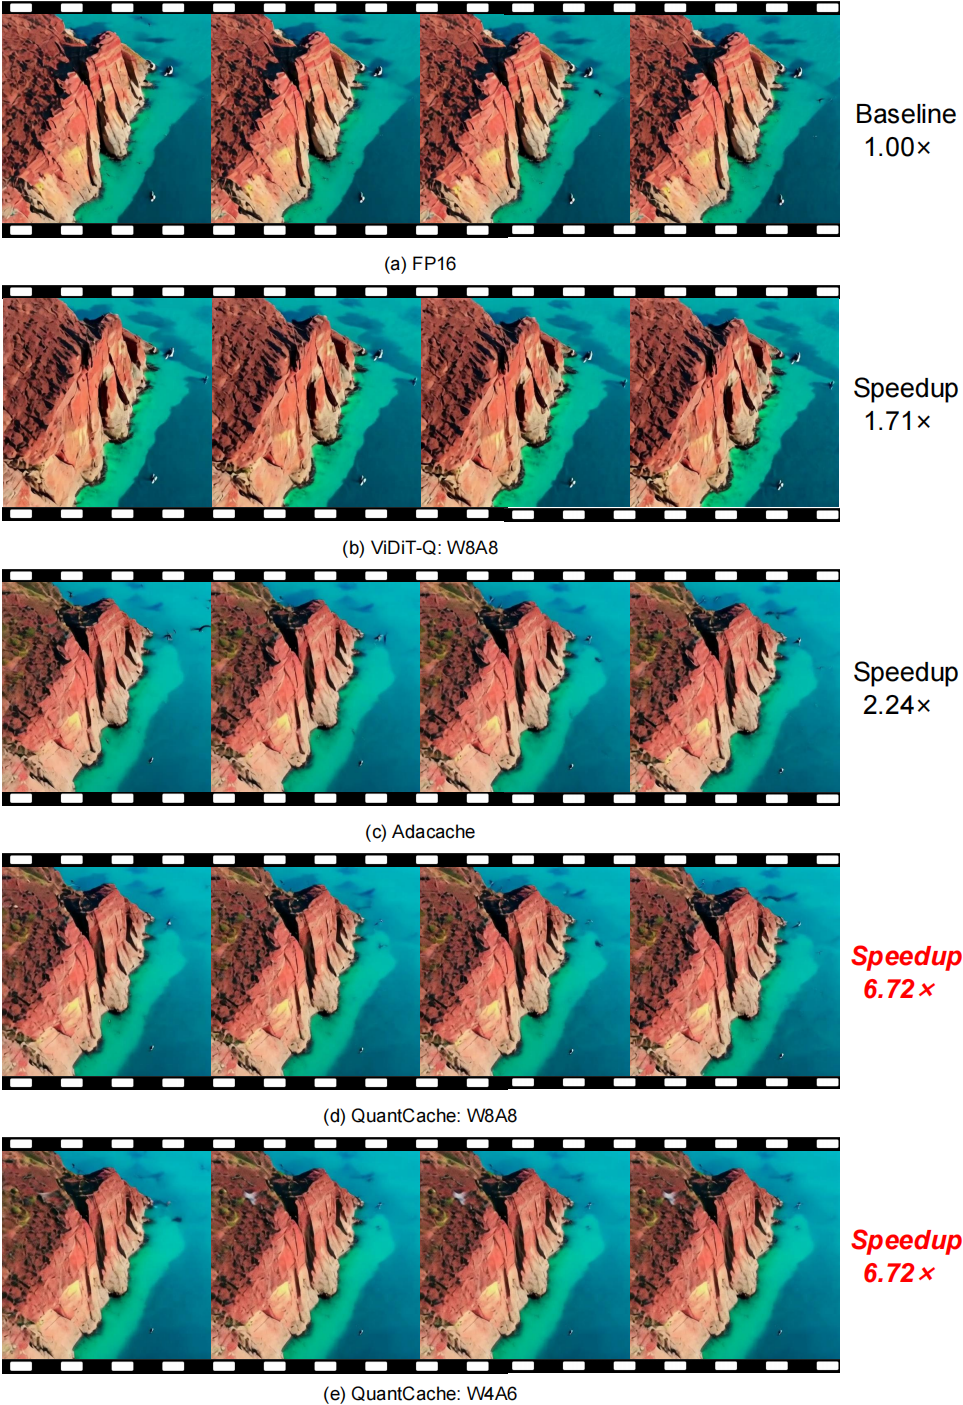 Baseline
1.00×
(a) FP16
Speedup
1.71×
(b) ViDiT-Q: W8A8
Speedup
2.24×
(c) Adacache
Speedup
6.72×
(d) QuantCache: W8A8
Speedup
6.72×
(e) QuantCache: W4A6